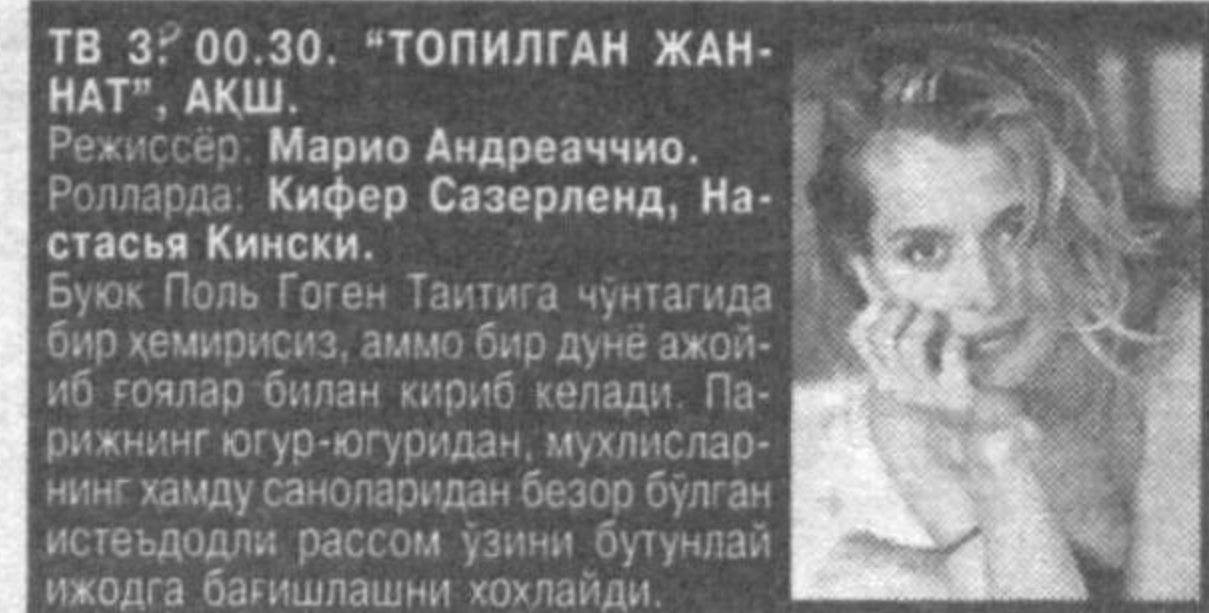 ТВ 3. 00.30. “ТОПИЛГАН ЖАН-
НАТ”, АҚШ.
Режиссёр: Марио Андреаччио.
Ролларда: Кифер Сазерленд, На-
стасья Кински.
Буюк Поль Гоген Таитига чўнтагида
бир ҳемирисиз, аммо бир дунё ажой-
иб ғоялар билан кириб келади. Па-
рижнинг югур-югуридан, мухлислар-
нинг ҳамду саноларидан безор бўлган
истеъдодли рассом ўзини бутунлай
ижодга бағишлашни хоҳлайди.